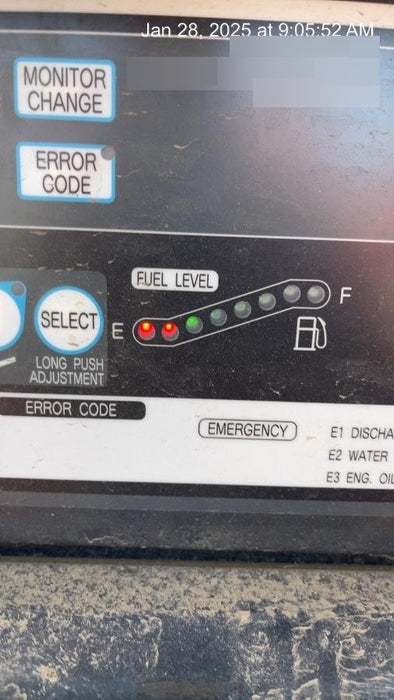 Jan 28, 2025 at 9:05:52 AM
MONITOR
CHANGE
ERROR
CODE
FUEL LEVEL
F
SELECT
E
LONG PUSH
ADJUSTMENT
ERROR CODE
EMERGENCY
E1 DISCHA
E2 WATER
E3 ENG. OIL